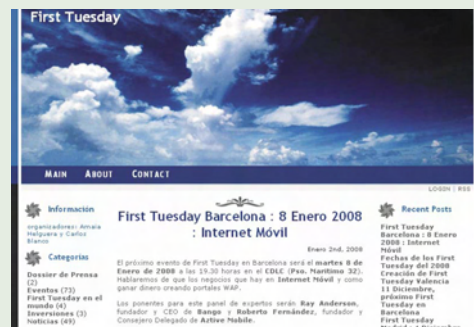 First Tuesday
MAIN ABOUT CONTACT
LOGIN | RSS
Información
organizadores: Amaia
Helguera y Carlos
Blanco
Categorías
Dossier de Prensa
(2)
Eventos (73)
First Tuesday en el
mundo (4)
Inversiones (3)
Noticias (49)
First Tuesday Barcelona : 8 Enero 2008
: Internet Móvil
Enero 2nd, 2008
El próximo evento de First Tuesday en Barcelona será el martes 8 de
Enero de 2008 a las 19.30 horas en el CDLC (Pso. Marítimo 32).
Hablaremos de que los negocios que hay en Internet Móvil y como
ganar dinero creando portales WAP.
Los ponentes para este panel de expertos serán Ray Anderson,
fundador y CEO de Bango y Roberto Fernández, fundador y
Consejero Delegado de Aztive Mobile.
Recent Posts
First Tuesday
Barcelona : 8 Enero
2008 : Internet
Móvil
Fechas de los First
Tuesday del 2008
Creación de First
Tuesday Valencia
11 Diciembre,
próximo First
Tuesday en
Barcelona
First Tuesday